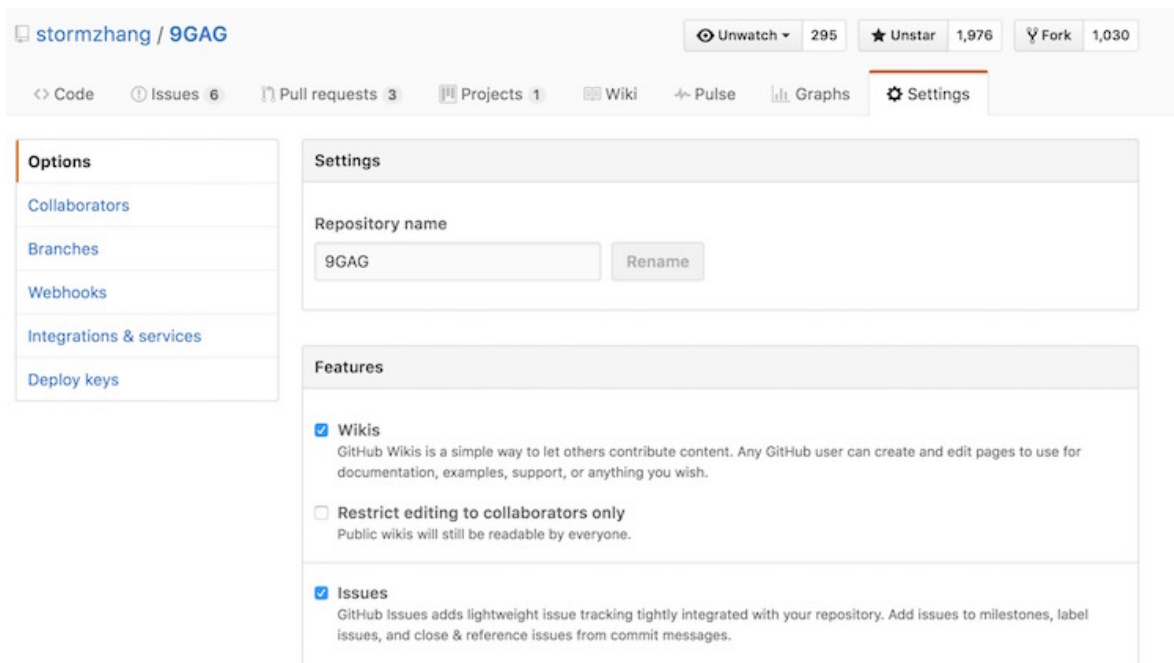 stormzhang / 9GAG
Unwatch 295 Unstar 1,976 Fork 1,030
<> Code Issues 6 Pull requests 3 Projects 1 Wiki Pulse Graphs Settings
Options
Collaborators
Branches
Webhooks
Integrations & services
Deploy keys
Settings
Repository name
9GAG Rename
Features
Wikis
GitHub Wikis is a simple way to let others contribute content. Any GitHub user can create and edit pages to use for
documentation, examples, support, or anything you wish.
Restrict editing to collaborators only
Public wikis will still be readable by everyone.
Issues
GitHub Issues adds lightweight issue tracking tightly integrated with your repository. Add issues to milestones, label
issues, and close & reference issues from commit messages.